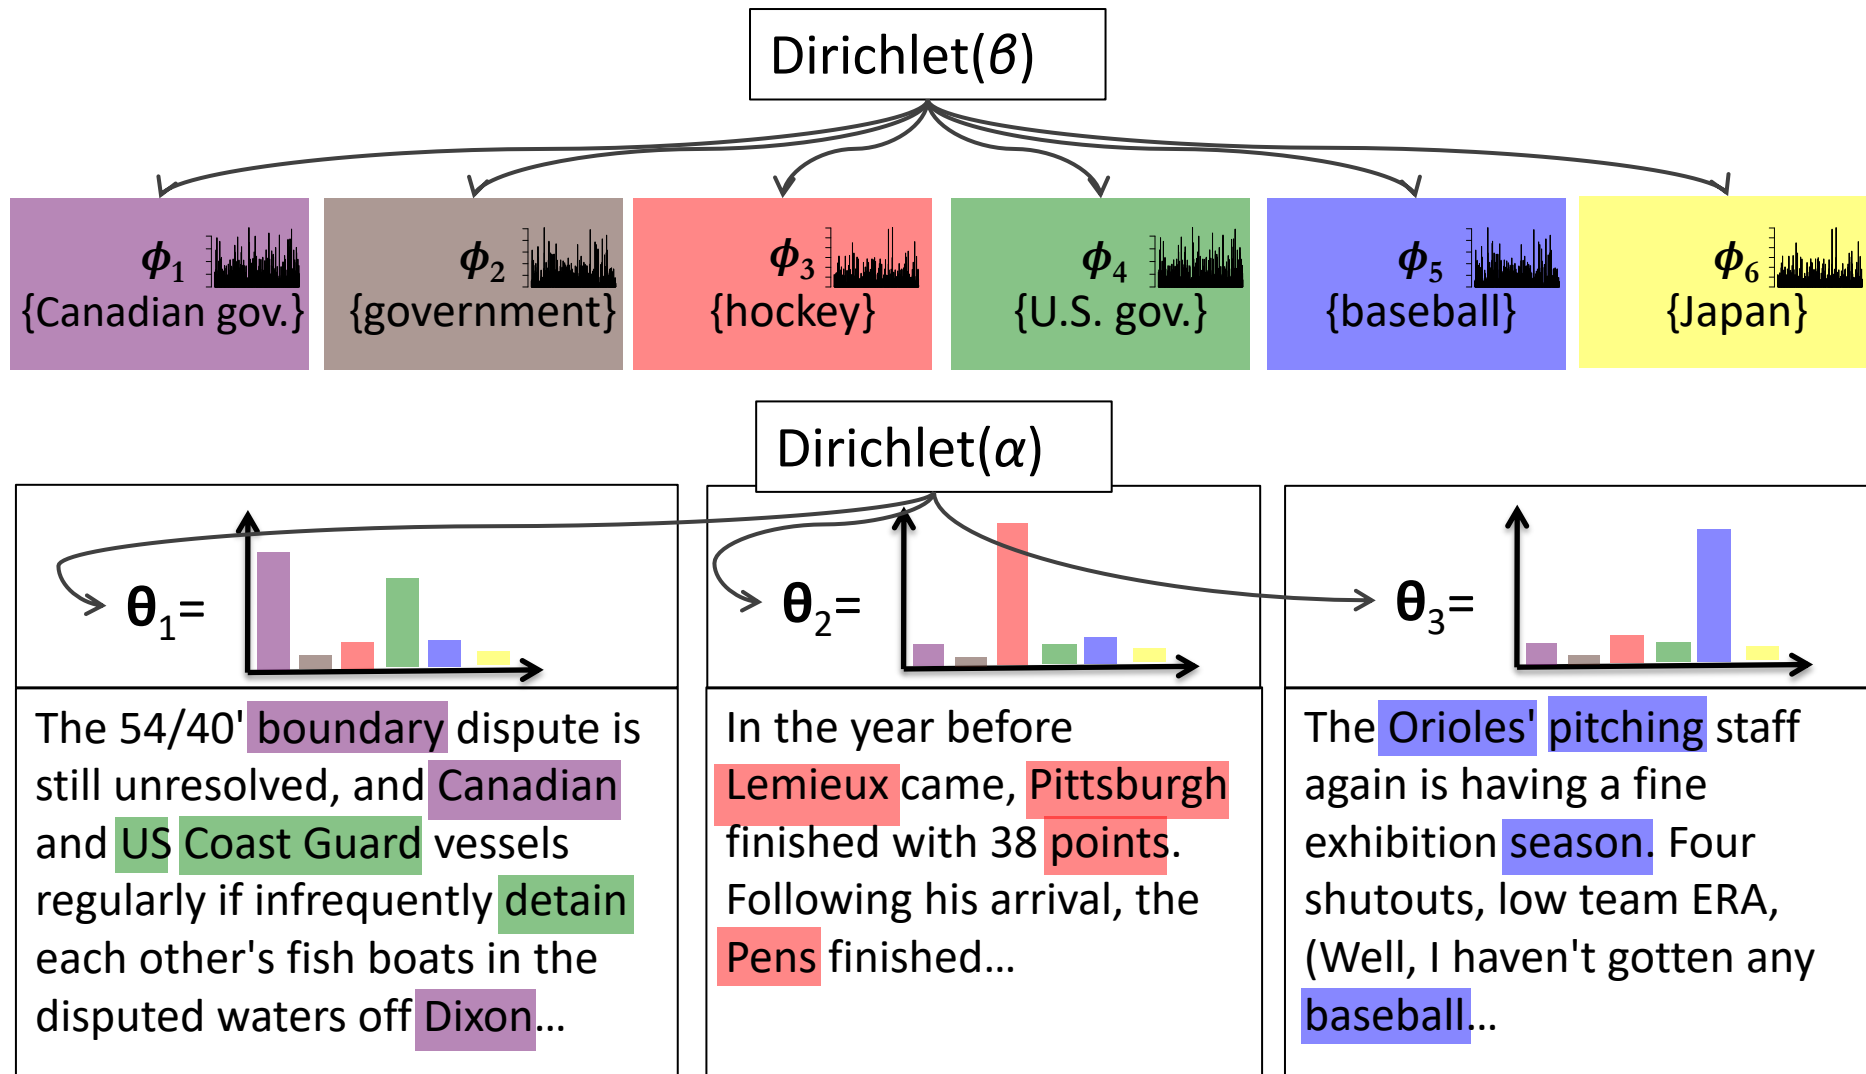 Dirichlet(β)
ϕ1
{Canadian gov.}
ϕ2
{government}
ϕ3
{hockey}
ϕ4
{U.S. gov.}
ϕ5
{baseball}
ϕ6
{Japan}
Dirichlet(α)
θ1=
θ2=
θ3=
The 54/40' boundary dispute is
still unresolved, and Canadian
and US Coast Guard vessels
regularly if infrequently detain
each other's fish boats in the
disputed waters off Dixon…
In the year before
Lemieux came, Pittsburgh
finished with 38 points.
Following his arrival, the
Pens finished…
The Orioles' pitching staff
again is having a fine
exhibition season. Four
shutouts, low team ERA,
(Well, I haven't gotten any
baseball…